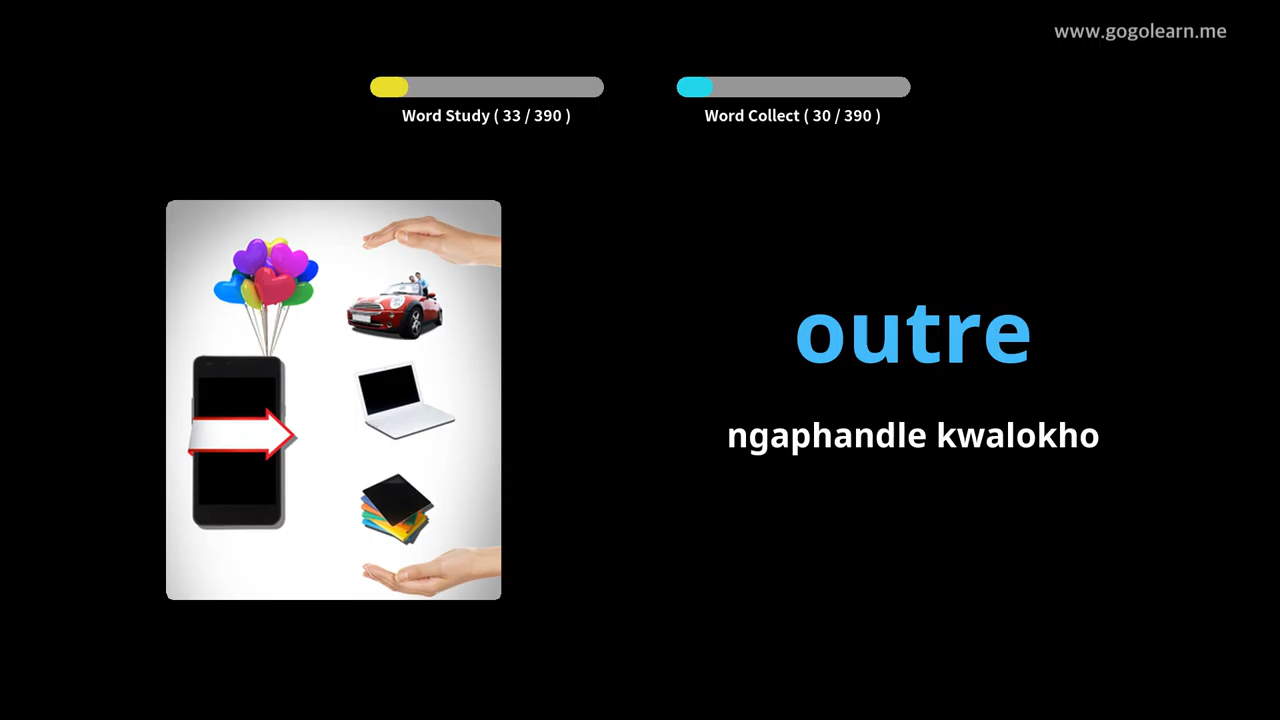 www.gogolearn.me
Word Study ( 33 / 390 )
Word Collect ( 30 / 390 )
outre
ngaphandle kwalokho